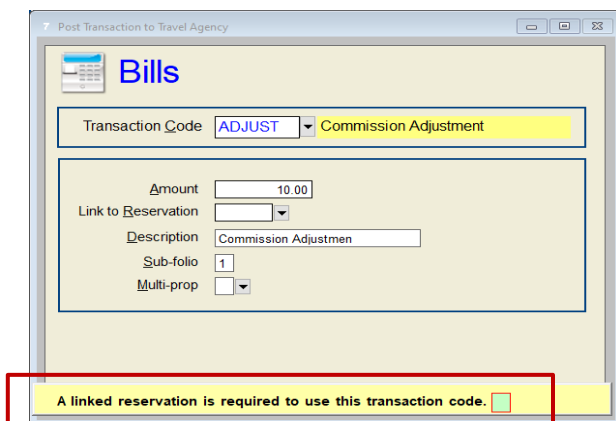 7 Post Transaction to Travel Agency
Bills
Transaction Code ADJUST Commission Adjustment
Amount 10.00
Link to Reservation
Description Commission Adjustmen
Sub-folio 1
Multi-prop
A linked reservation is required to use this transaction code.